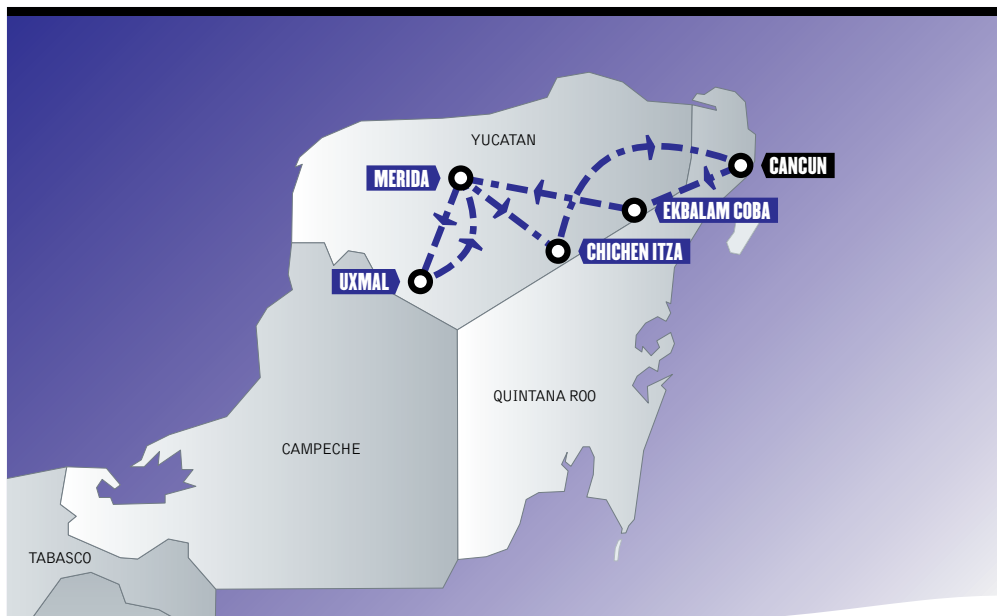 YUCATAN
CANCUN
MERIDA
EKBALAM COBA
CHICHEN ITZA
UXMAL
QUINTANA ROO
CAMPECHE
TABASCO